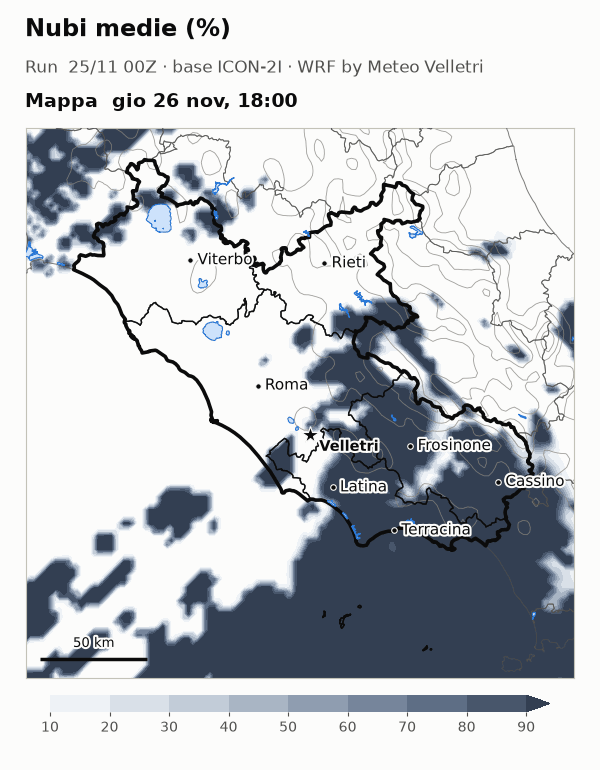 Nubi medie (%)
Run 25/11 00Z · base ICON-2I · WRF by Meteo Velletri
Mappa gio 26 nov, 18:00
Viterbo
Rieti
Roma
Velletri
Frosinone
Cassino
Latina
Terracina
50 km
10 20 30 40 50 60 70 80 90